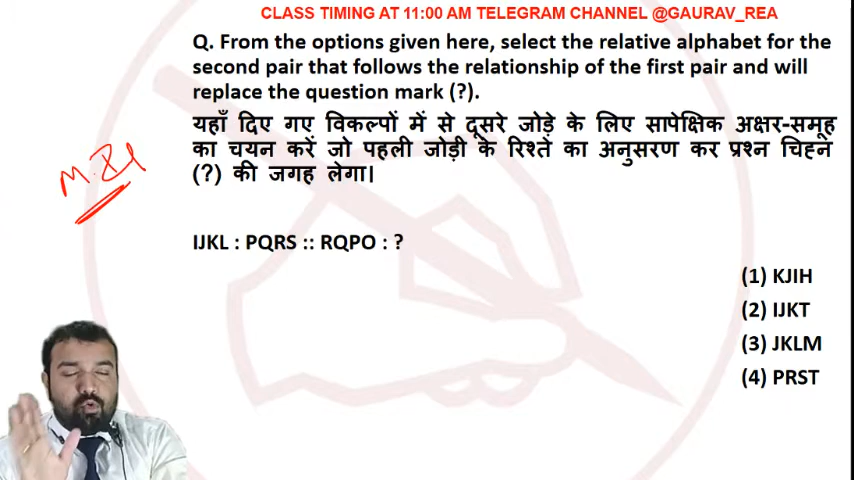 CLASS TIMING AT 11:00 AM TELEGRAM CHANNEL @GAURAV_REA
Q. From the options given here, select the relative alphabet for the
second pair that follows the relationship of the first pair and will
replace the question mark (?).
यहाँ दिए गए विकल्पों में से दूसरे जोड़े के लिए सापेक्षिक अक्षर-समूह
का चयन करें जो पहली जोड़ी के रिश्ते का अनुसरण कर प्रश्न चिह्न
(?) की जगह लेगा।
IJKL : PQRS :: RQPO : ?
(1) KJIH
(2) IJKT
(3) JKLM
(4) PRST